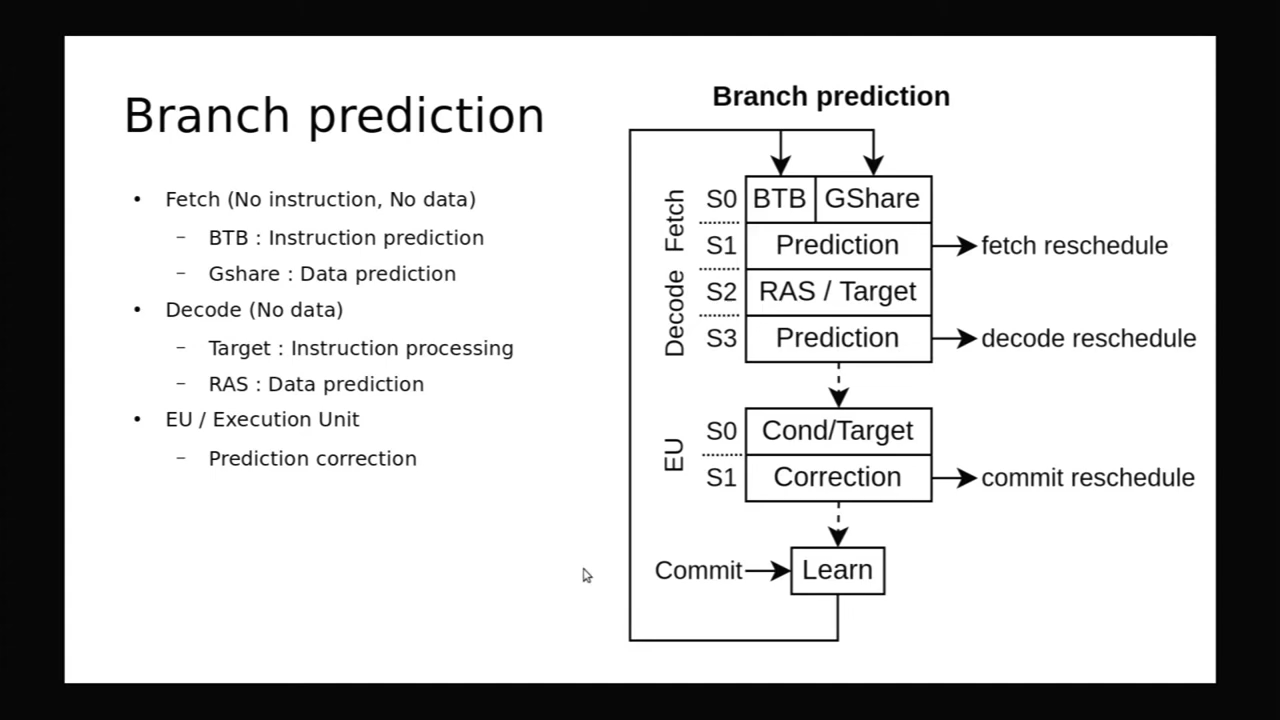 Branch prediction
• Fetch (No instruction, No data)
– BTB : Instruction prediction
– Gshare : Data prediction
• Decode (No data)
– Target : Instruction processing
– RAS : Data prediction
• EU / Execution Unit
– Prediction correction
Branch prediction
Fetch
S0 BTB GShare
S1 Prediction fetch reschedule
Decode
S2 RAS / Target
S3 Prediction decode reschedule
EU
S0 Cond/Target
S1 Correction commit reschedule
Commit Learn